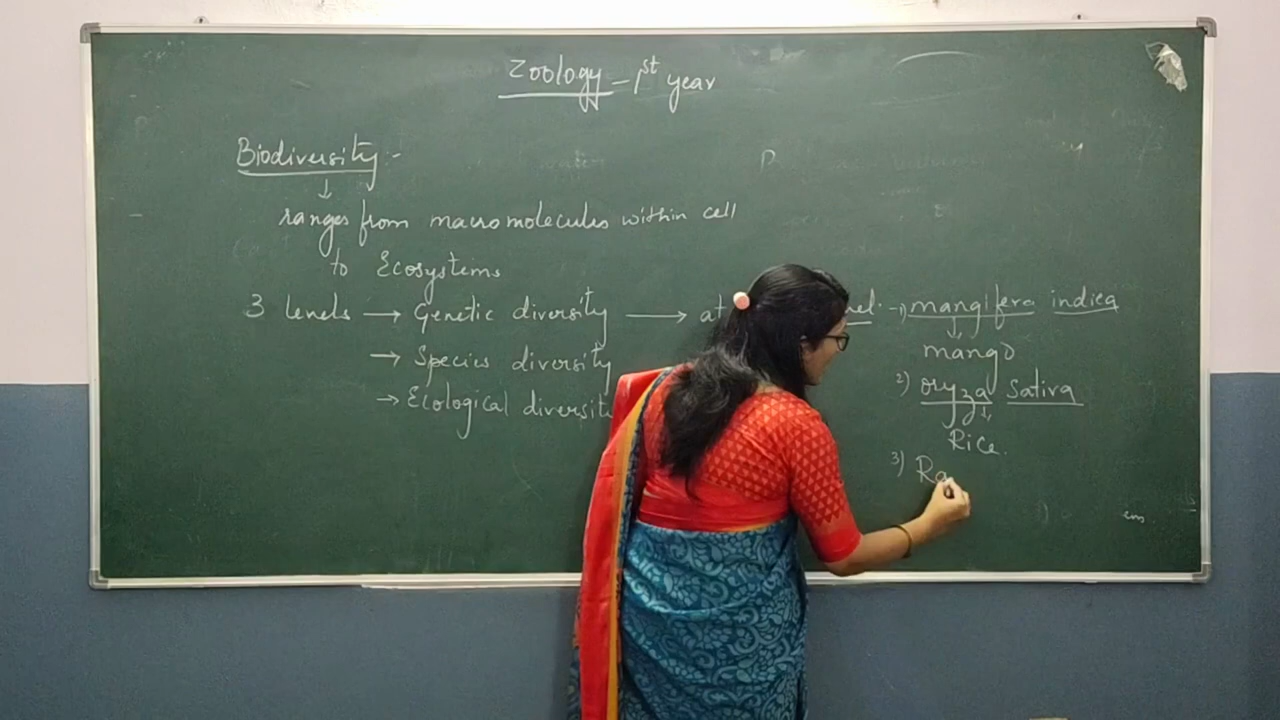 Zoology - 1st year
Biodiversity:-
↓
ranges from macromolecules within cell
to Ecosystems
3 levels → Genetic diversity → at
→ Species diversity
→ Ecological diversity
1) mangifera indica
↓
mango
2) oryza Sativa
↓
Rice.
3) Ra